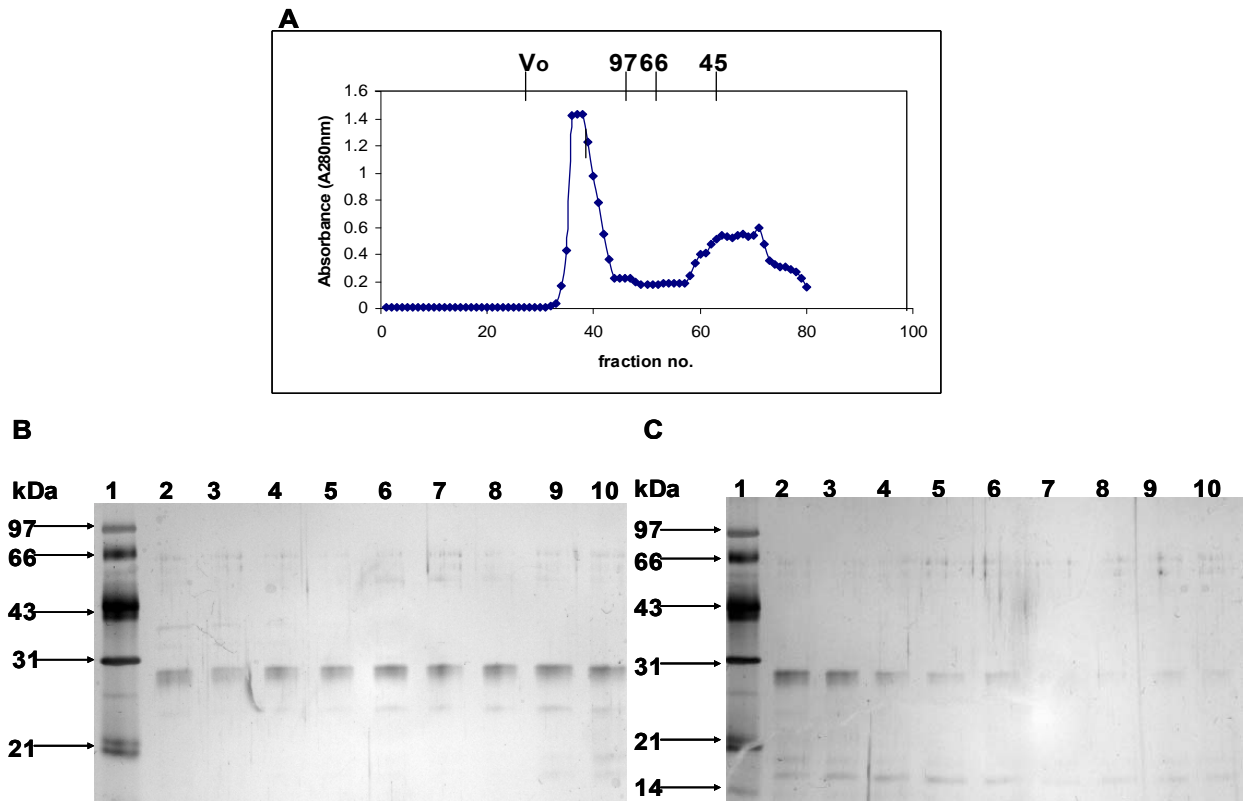 A
Vo 97 66 45
1.6
1.4
1.2
1
0.8
0.6
0.4
0.2
0
Absorbance (A280nm)
0 20 40 60 80 100
fraction no.
B
kDa 1 2 3 4 5 6 7 8 9 10
97
66
43
31
21
C
kDa 1 2 3 4 5 6 7 8 9 10
97
66
43
31
21
14